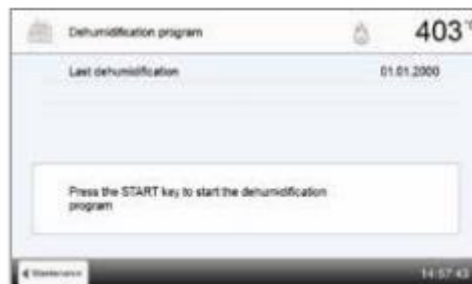 Dehumidification program 403 °C
Last dehumidification 01.01.2000
Press the START key to start the dehumidification
program
Maintenance 14:57:43